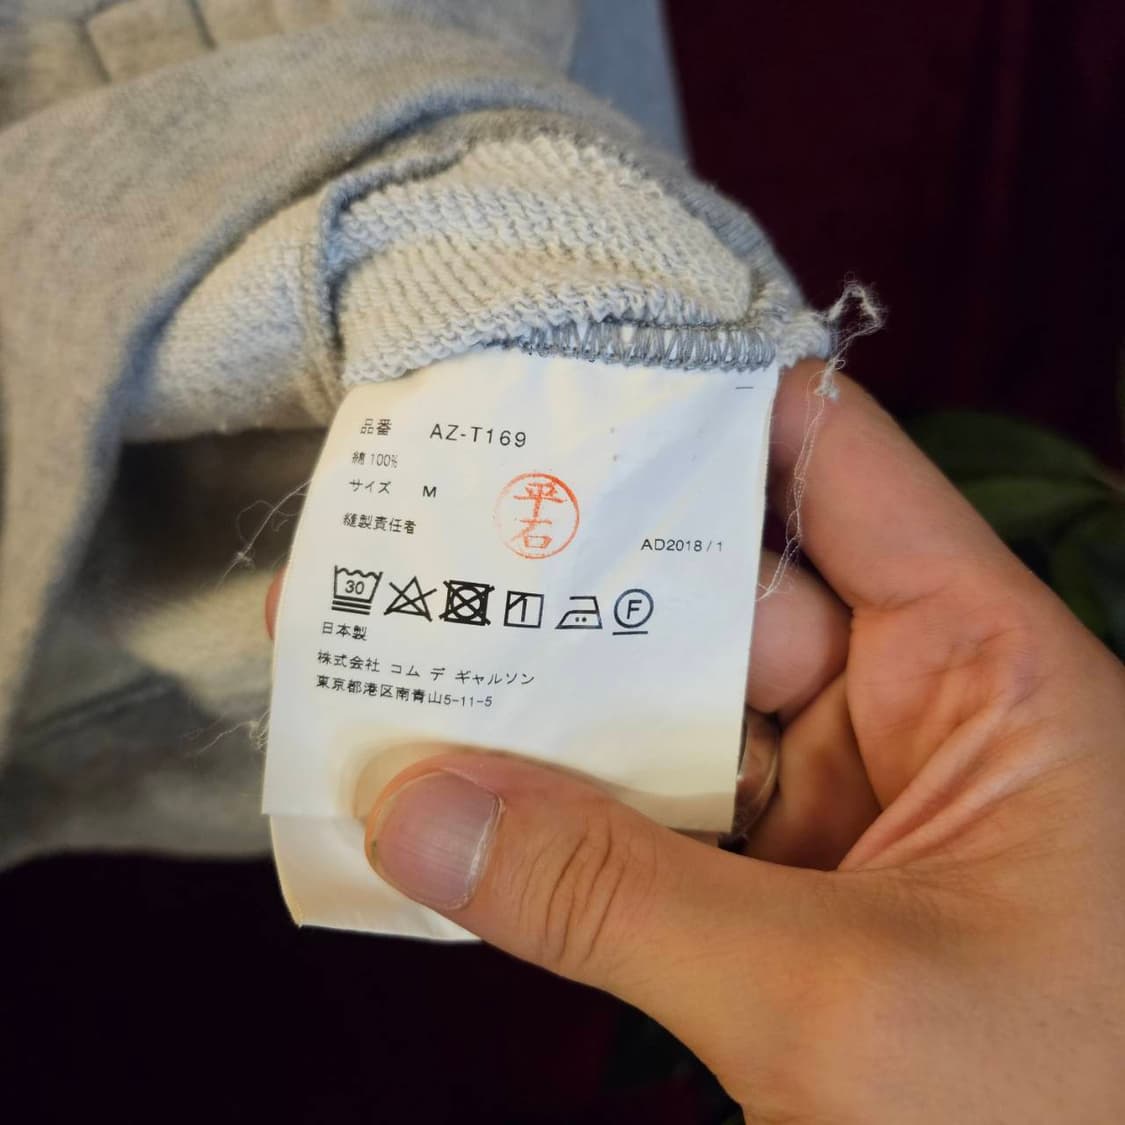 品番 AZ-T169
綿 100%
サイズ M
縫製責任者
平石
AD2018/1
30
F
日本製
株式会社 コム デ ギャルソン
東京都港区南青山5-11-5